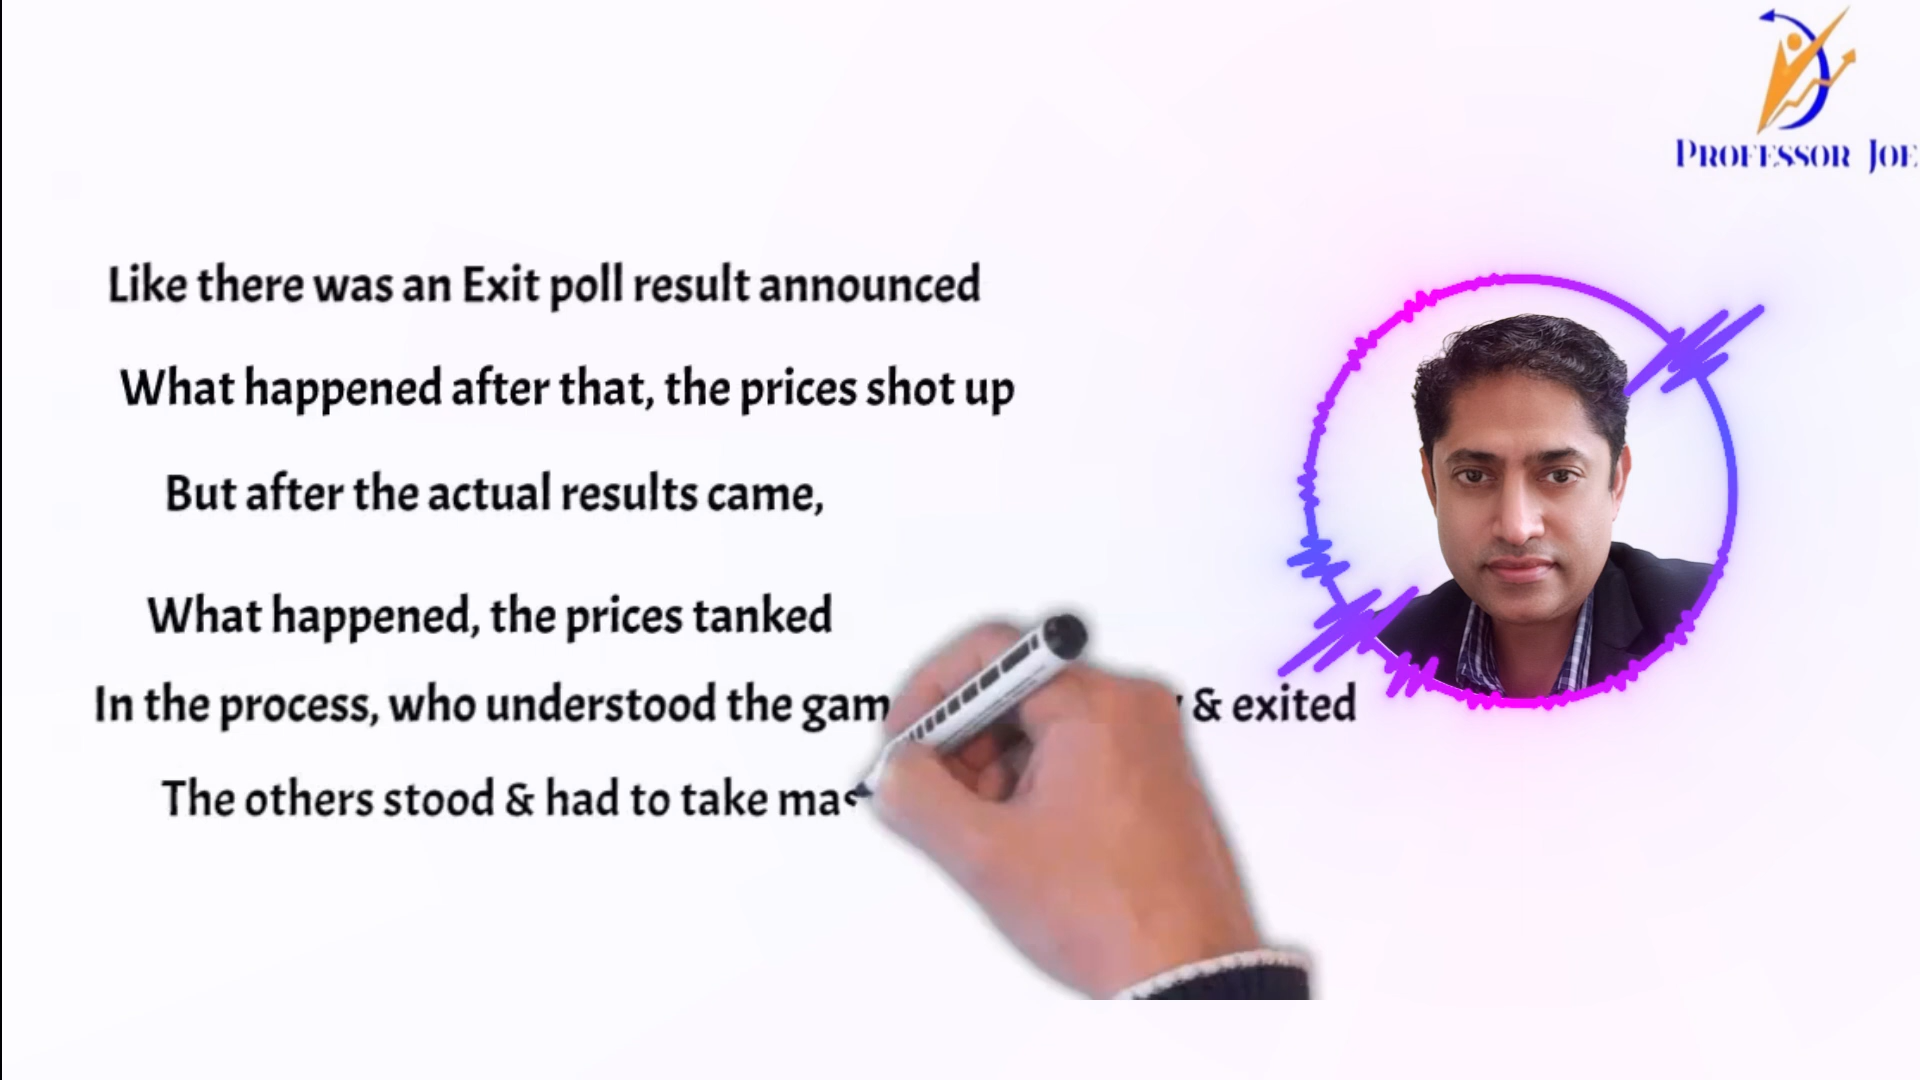 PROFESSOR JOE
Like there was an Exit poll result announced
What happened after that, the prices shot up
But after the actual results came,
What happened, the prices tanked
In the process, who understood the & exited
The others stood & had to take